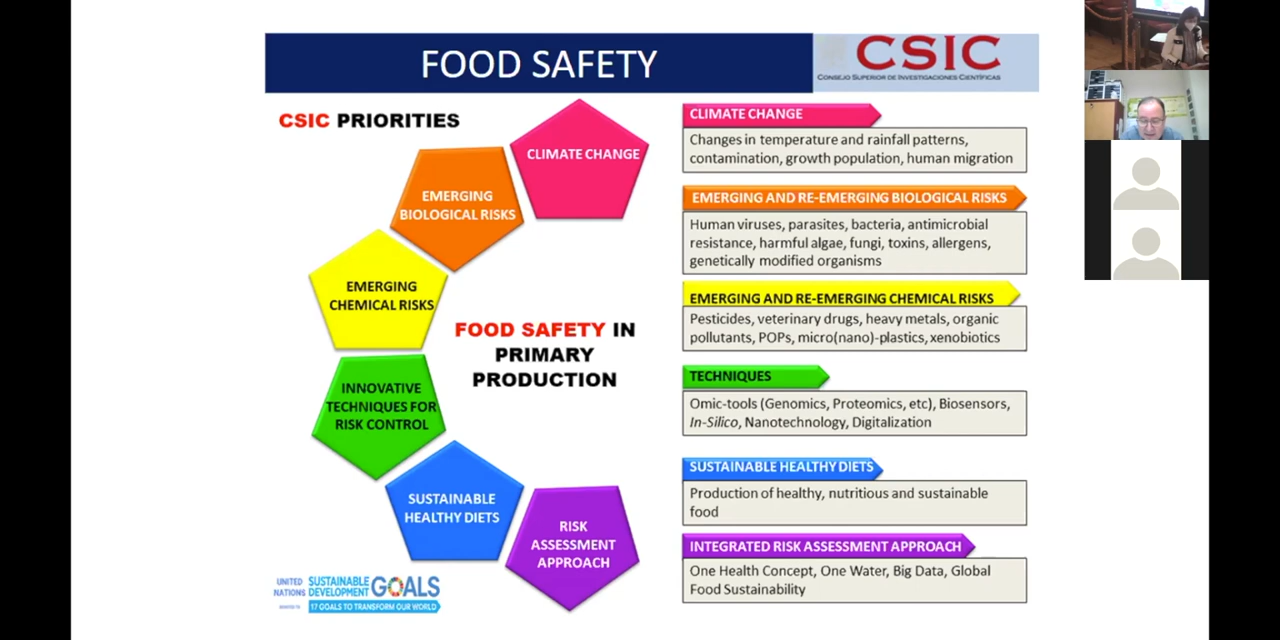 FOOD SAFETY
CSIC
CONSEJO SUPERIOR DE INVESTIGACIONES CIENTÍFICAS
CSIC PRIORITIES
CLIMATE CHANGE
EMERGING
BIOLOGICAL RISKS
EMERGING
CHEMICAL RISKS
INNOVATIVE
TECHNIQUES FOR
RISK CONTROL
SUSTAINABLE
HEALTHY DIETS
RISK
ASSESSMENT
APPROACH
FOOD SAFETY IN
PRIMARY
PRODUCTION
CLIMATE CHANGE
Changes in temperature and rainfall patterns,
contamination, growth population, human migration
EMERGING AND RE-EMERGING BIOLOGICAL RISKS
Human viruses, parasites, bacteria, antimicrobial
resistance, harmful algae, fungi, toxins, allergens,
genetically modified organisms
EMERGING AND RE-EMERGING CHEMICAL RISKS
Pesticides, veterinary drugs, heavy metals, organic
pollutants, POPs, micro(nano)-plastics, xenobiotics
TECHNIQUES
Omic-tools (Genomics, Proteomics, etc), Biosensors,
In-Silico, Nanotechnology, Digitalization
SUSTAINABLE HEALTHY DIETS
Production of healthy, nutritious and sustainable
food
INTEGRATED RISK ASSESSMENT APPROACH
One Health Concept, One Water, Big Data, Global
Food Sustainability
UNITED
NATIONS
SUSTAINABLE
DEVELOPMENT
GOALS
17 GOALS TO TRANSFORM OUR WORLD